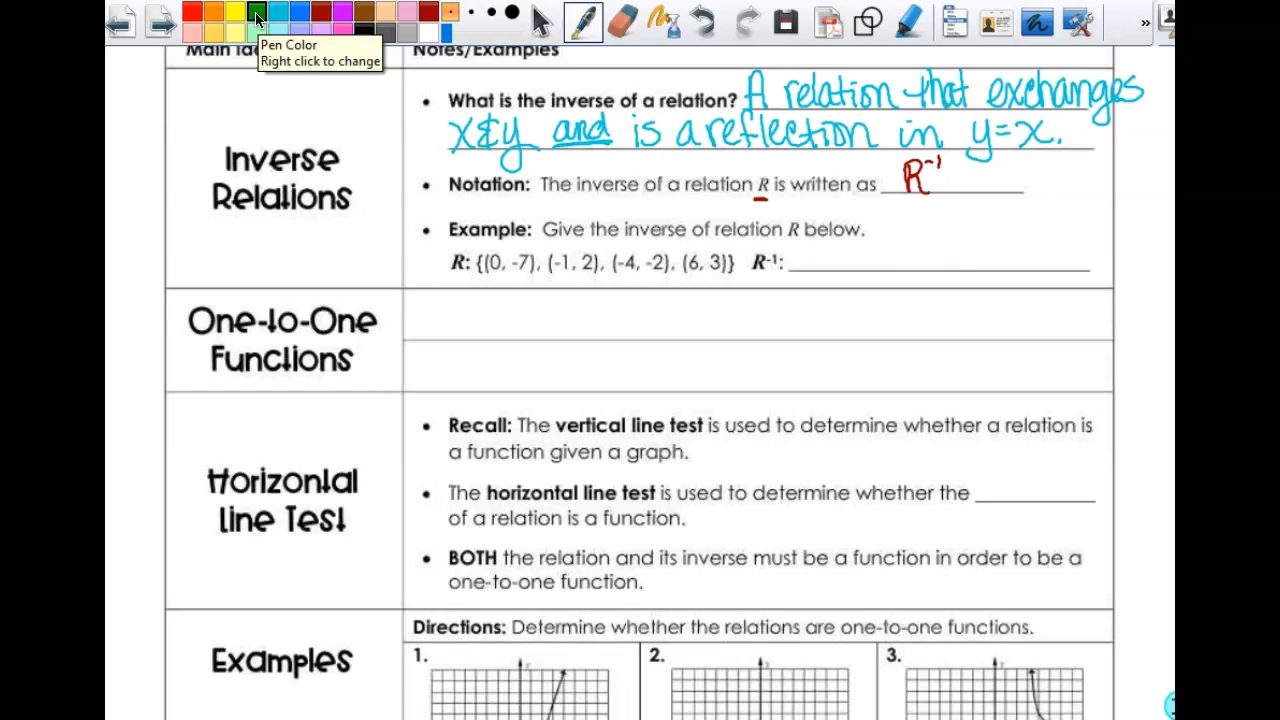 Pen Color
Right click to change
Notes/Examples
Inverse
Relations
• What is the inverse of a relation? A relation that exchanges
x & y and is a reflection in y=x.
• Notation: The inverse of a relation R is written as R⁻¹
• Example: Give the inverse of relation R below.
R: {(0, -7), (-1, 2), (-4, -2), (6, 3)} R⁻¹: ____________________
One-to-One
Functions
Horizontal
Line Test
• Recall: The vertical line test is used to determine whether a relation is
a function given a graph.
• The horizontal line test is used to determine whether the __________
of a relation is a function.
• BOTH the relation and its inverse must be a function in order to be a
one-to-one function.
Examples
Directions: Determine whether the relations are one-to-one functions.
1.
2.
3.